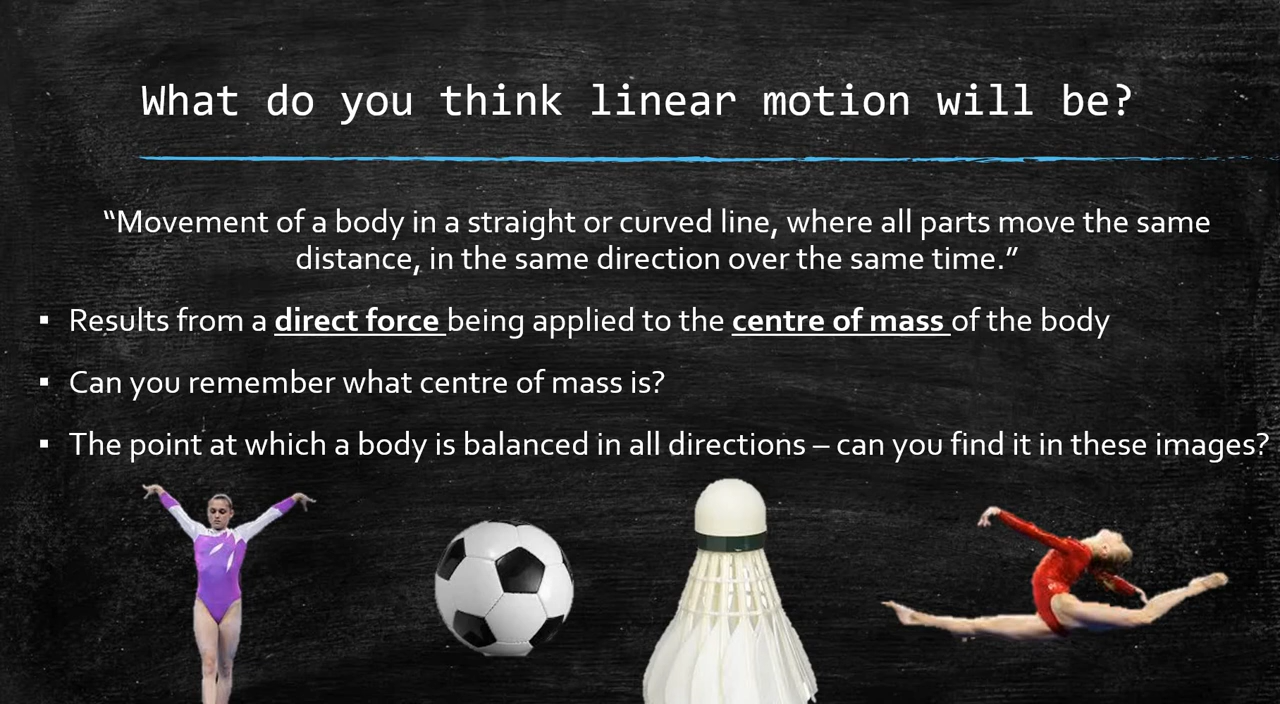 What do you think linear motion will be?
“Movement of a body in a straight or curved line, where all parts move the same
distance, in the same direction over the same time.”
▪ Results from a direct force being applied to the centre of mass of the body
▪ Can you remember what centre of mass is?
▪ The point at which a body is balanced in all directions – can you find it in these images?